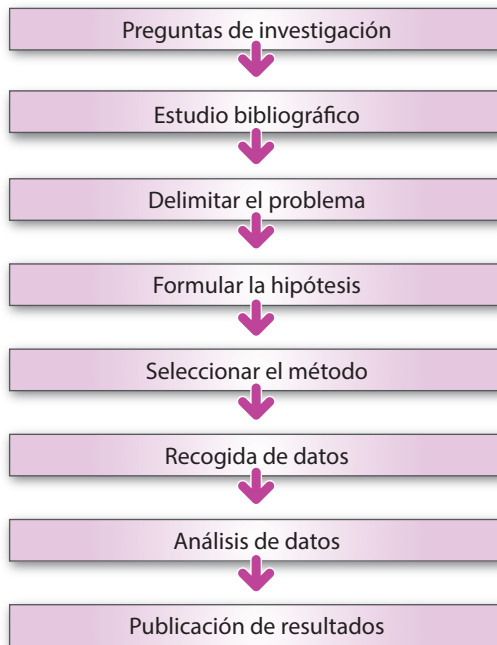 Preguntas de investigación
Estudio bibliográfico
Delimitar el problema
Formular la hipótesis
Seleccionar el método
Recogida de datos
Análisis de datos
Publicación de resultados